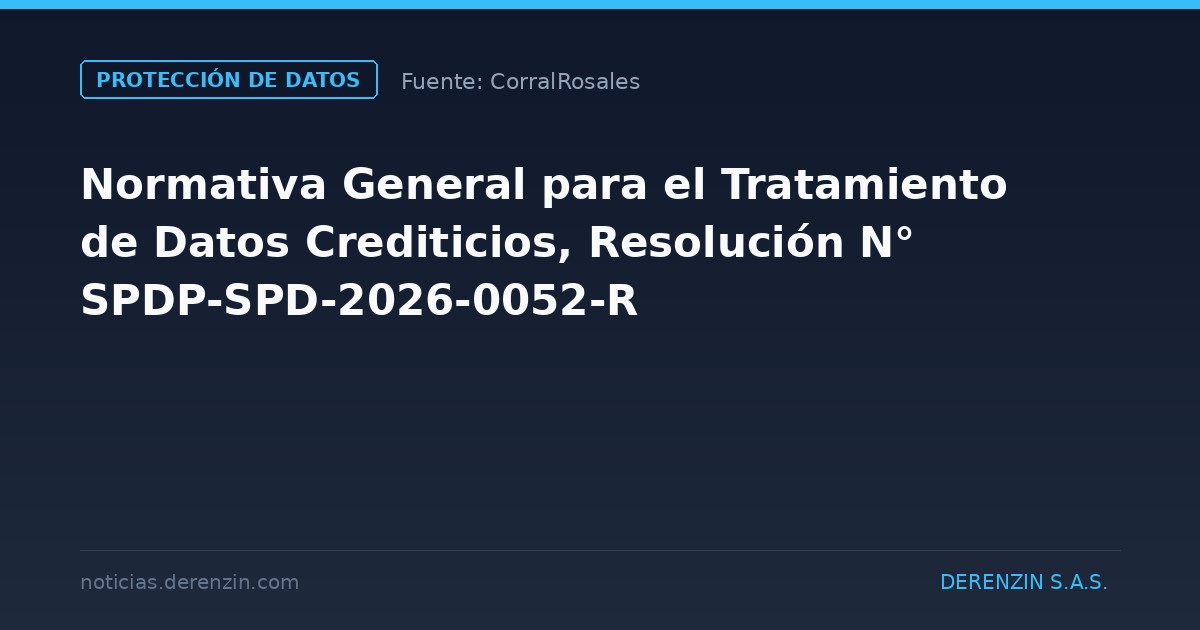 PROTECCIÓN DE DATOS
Fuente: CorralRosales
Normativa General para el Tratamiento
de Datos Crediticios, Resolución N°
SPDP-SPD-2026-0052-R
noticias.derenzin.com
DERENZIN S.A.S.